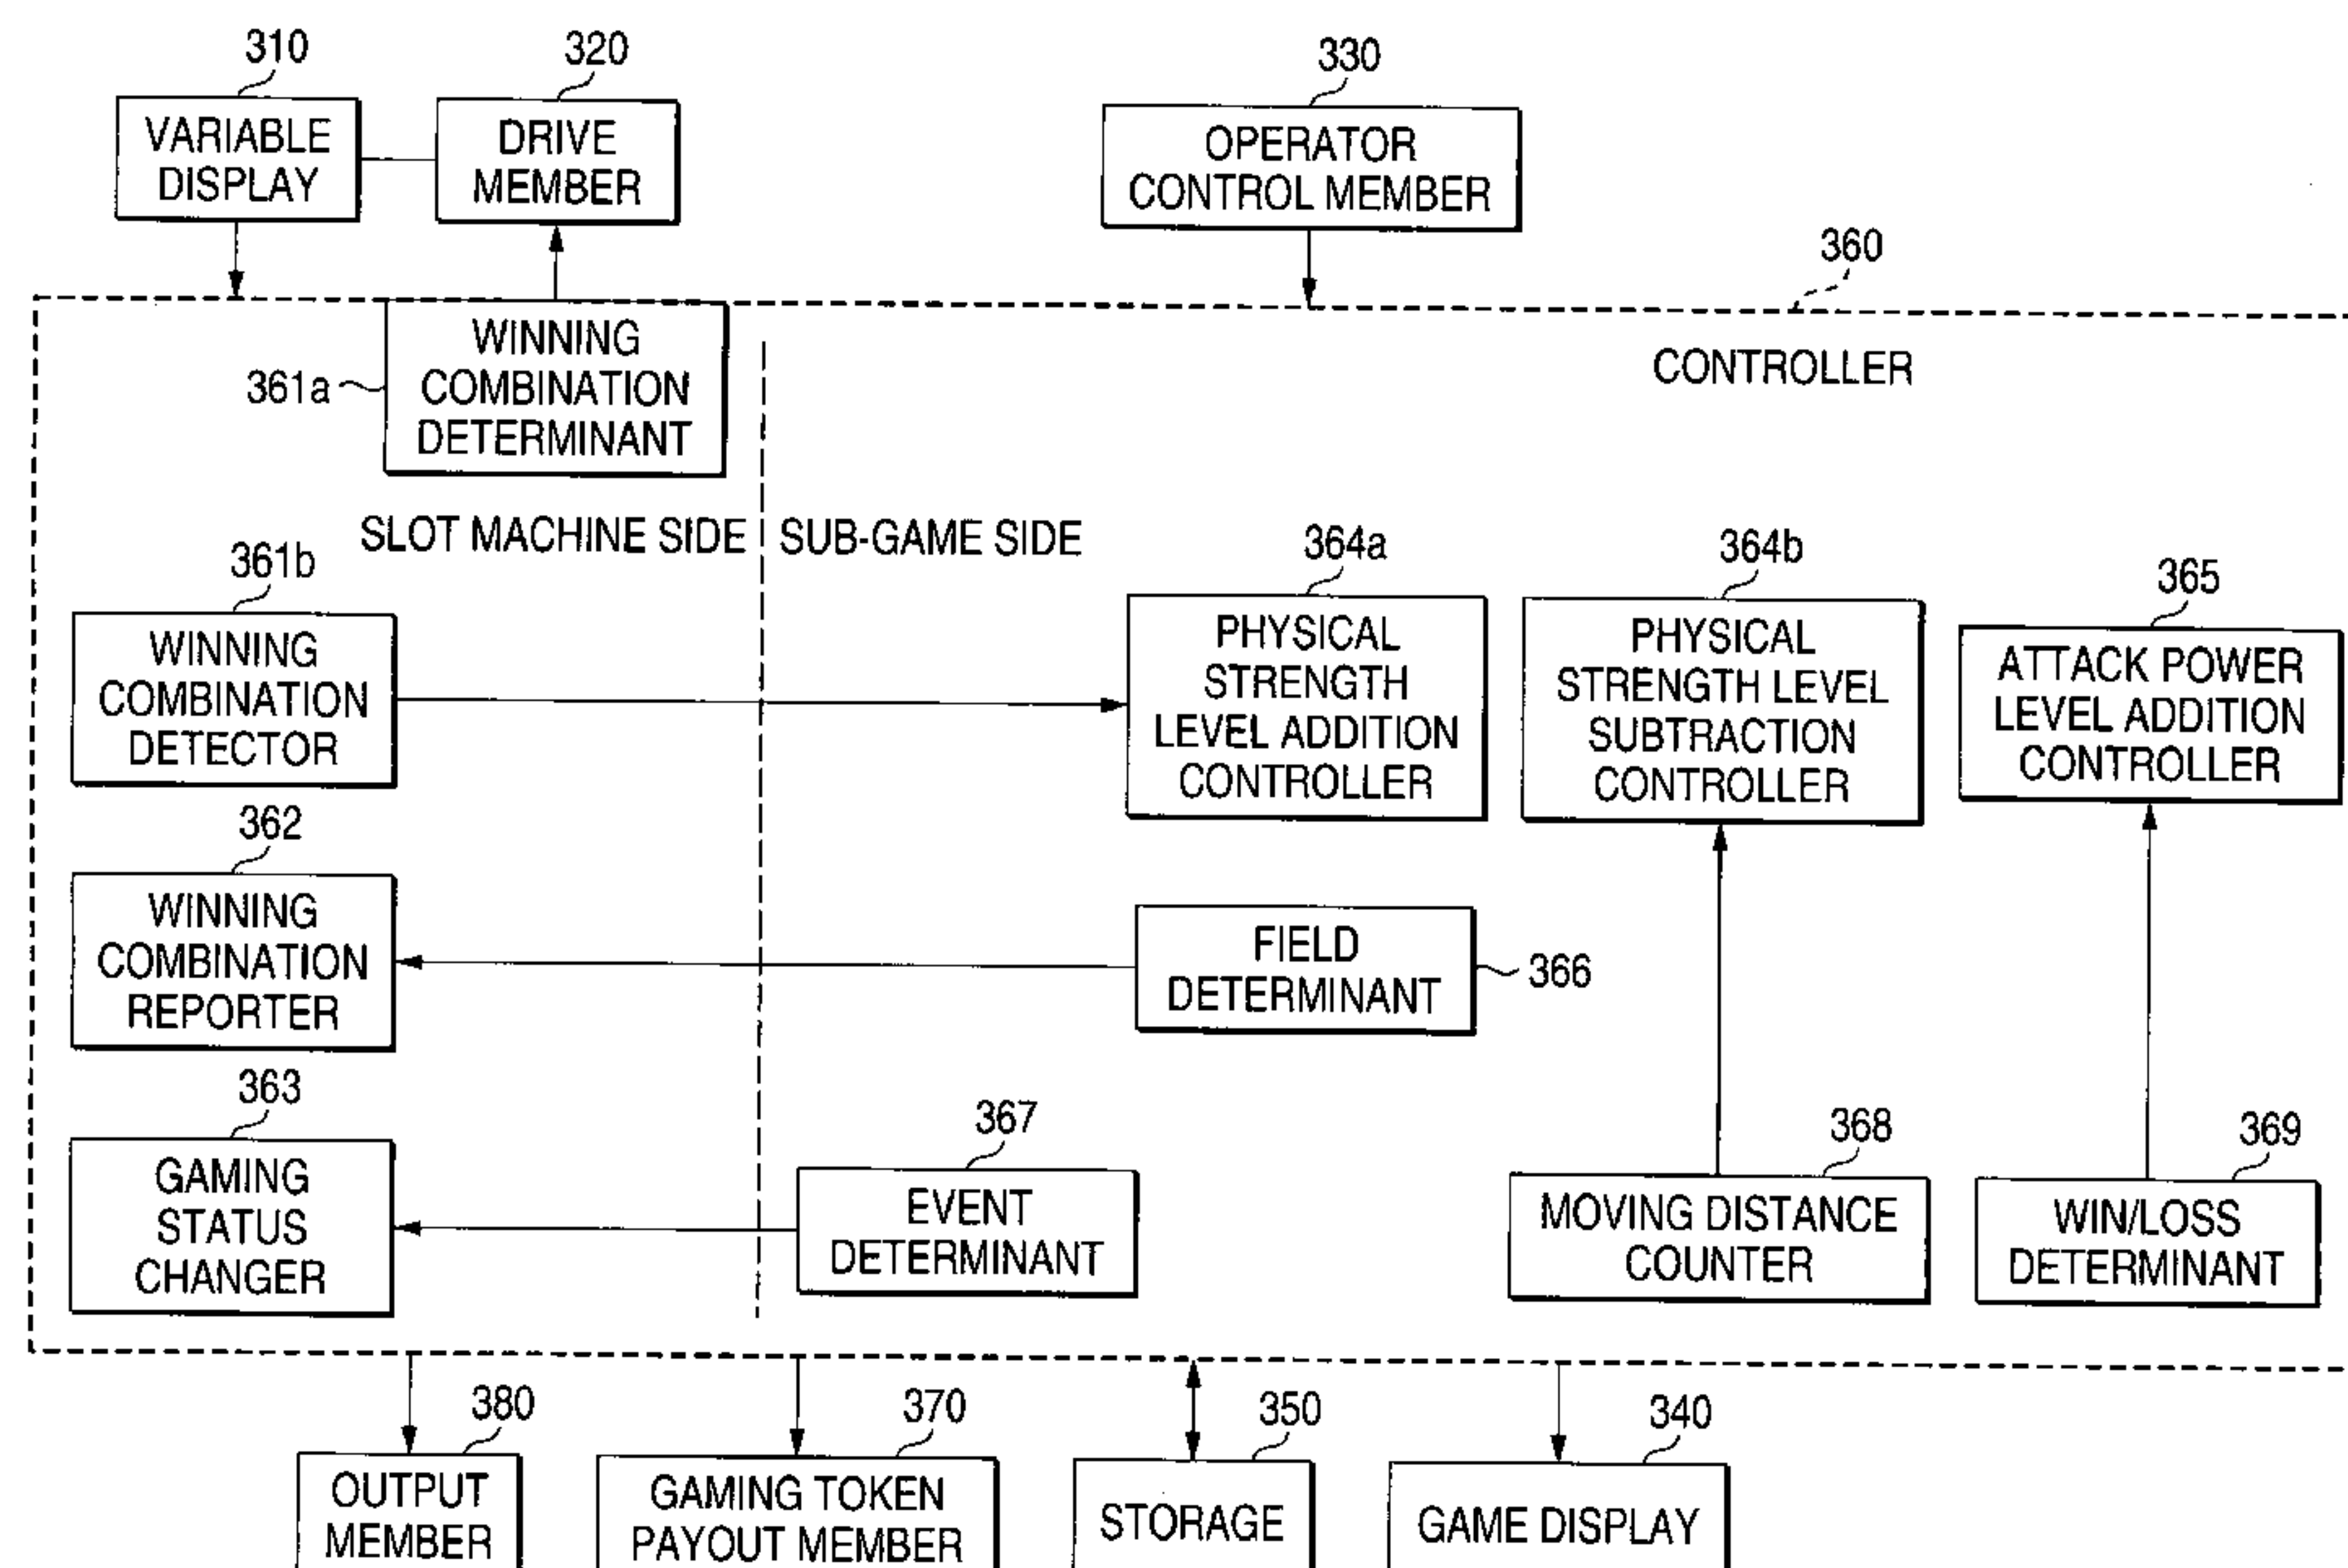 310
320
330
VARIABLE
DISPLAY
DRIVE
MEMBER
OPERATOR
CONTROL MEMBER
360
361a
WINNING
COMBINATION
DETERMINANT
CONTROLLER
SLOT MACHINE SIDE
SUB-GAME SIDE
361b
364a
364b
365
WINNING
COMBINATION
DETECTOR
PHYSICAL
STRENGTH
LEVEL ADDITION
CONTROLLER
PHYSICAL
STRENGTH LEVEL
SUBTRACTION
CONTROLLER
ATTACK POWER
LEVEL ADDITION
CONTROLLER
362
WINNING
COMBINATION
REPORTER
FIELD
DETERMINANT
366
363
367
368
369
GAMING
STATUS
CHANGER
EVENT
DETERMINANT
MOVING DISTANCE
COUNTER
WIN/LOSS
DETERMINANT
380
370
350
340
OUTPUT
MEMBER
GAMING TOKEN
PAYOUT MEMBER
STORAGE
GAME DISPLAY